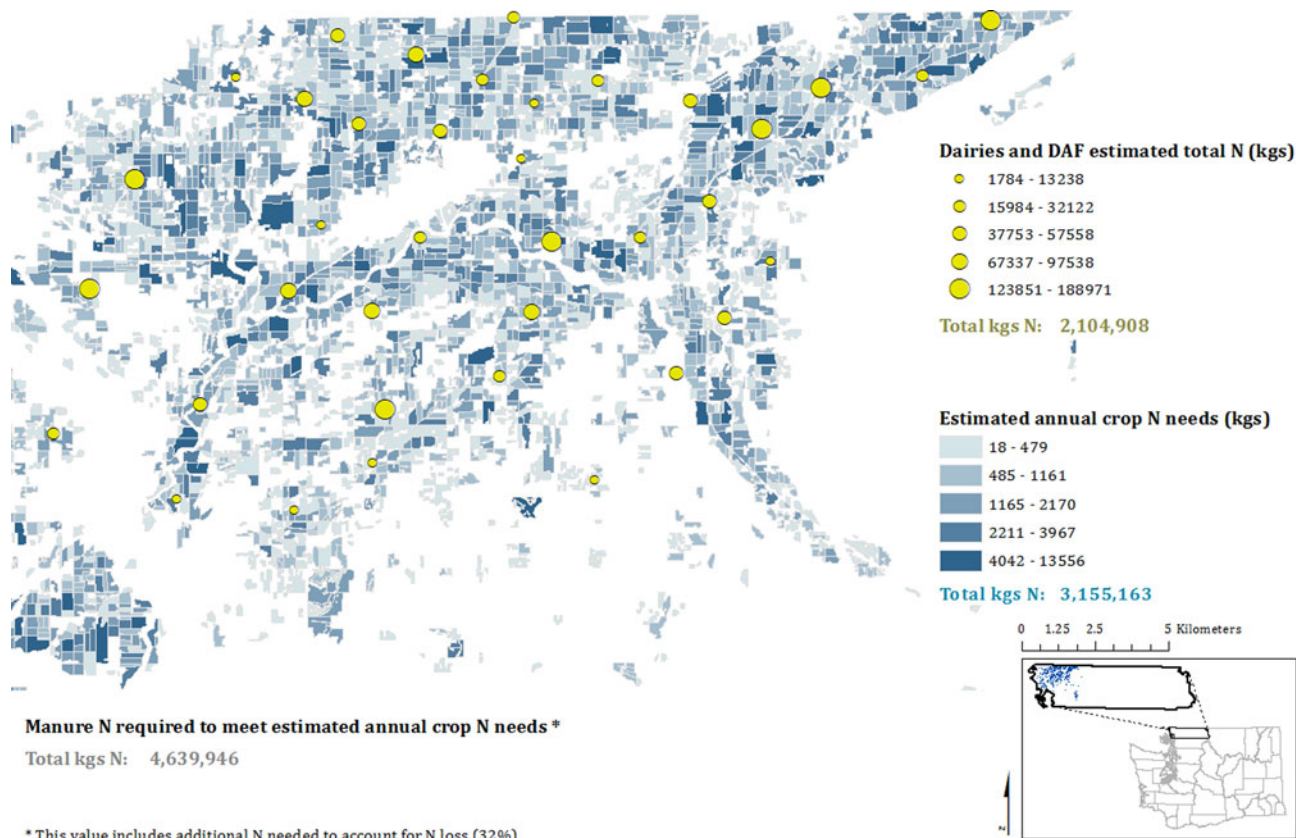 Dairies and DAF estimated total N (kgs)
1784 - 13238
15984 - 32122
37753 - 57558
67337 - 97538
123851 - 188971
Total kgs N: 2,104,908
Estimated annual crop N needs (kgs)
18 - 479
485 - 1161
1165 - 2170
2211 - 3967
4042 - 13556
Total kgs N: 3,155,163
0 1.25 2.5 5 Kilometers
Manure N required to meet estimated annual crop N needs *
Total kgs N: 4,639,946
N
* This value includes additional N needed to account for N loss (32%)